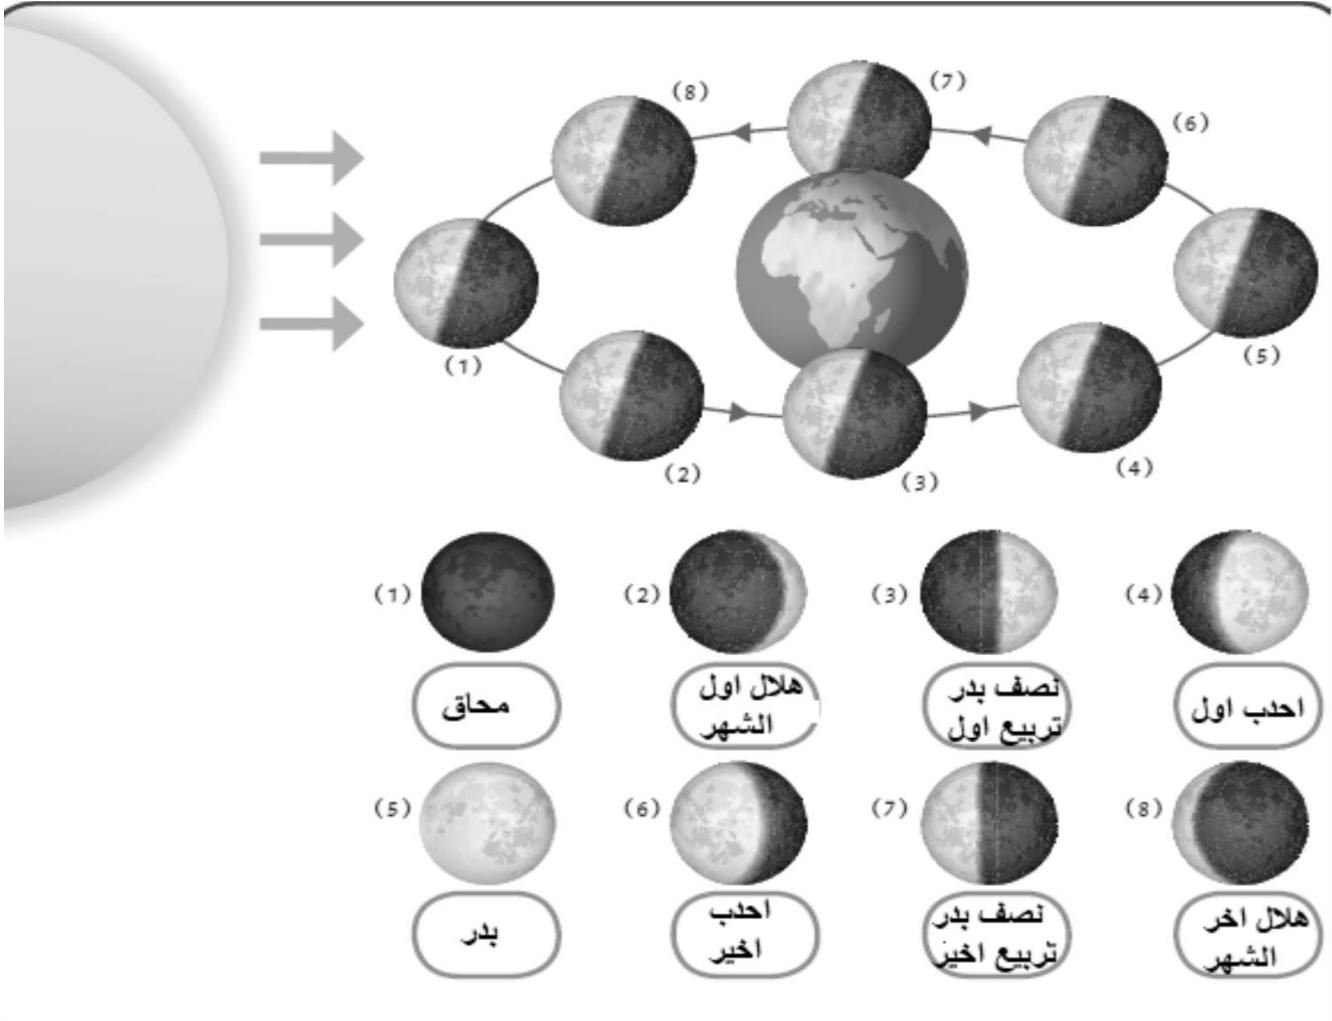 (8)
(7)
(6)
(1)
(5)
(2)
(3)
(4)
(1)
(2)
(3)
(4)
محاق
هلال اول
الشهر
نصف بدر
تربيع اول
احدب اول
(5)
(6)
(7)
(8)
بدر
احدب
اخير
نصف بدر
تربيع اخيز
هلال اخر
الشهر